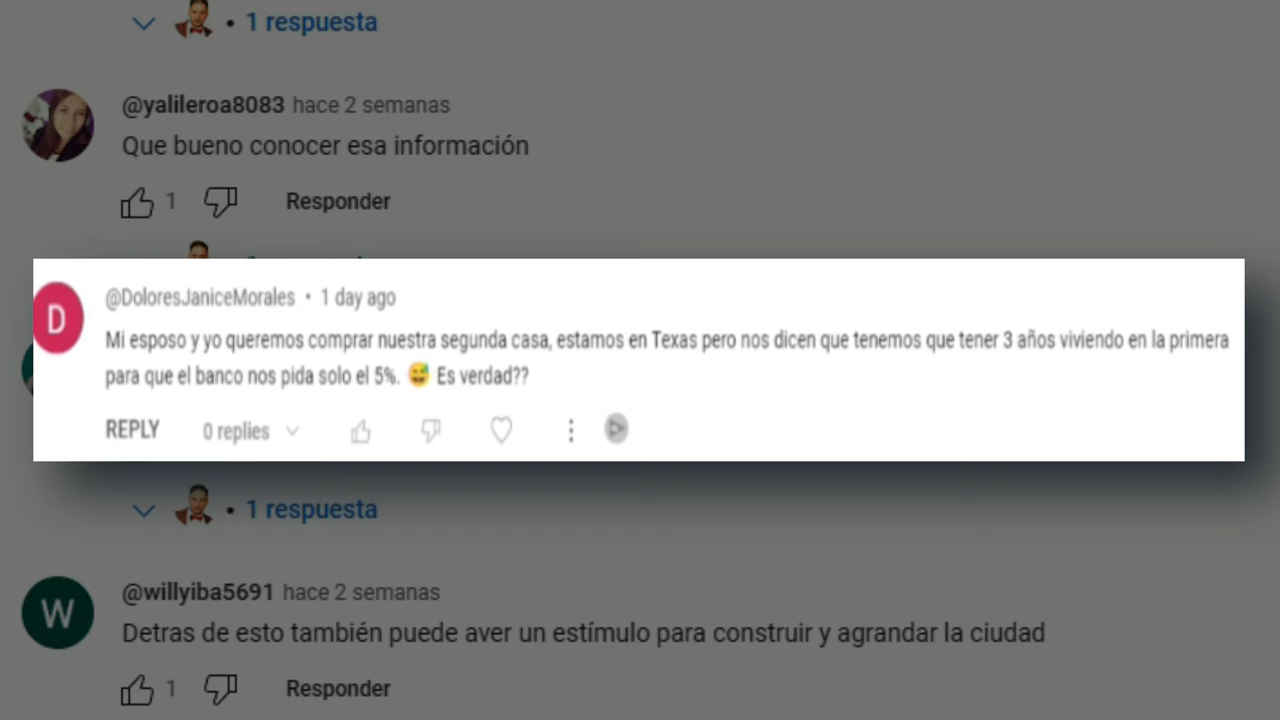 • 1 respuesta
@yalileroa8083 hace 2 semanas
Que bueno conocer esa información
1 Responder
D
@DoloresJaniceMorales • 1 day ago
Mi esposo y yo queremos comprar nuestra segunda casa, estamos en Texas pero nos dicen que tenemos que tener 3 años viviendo en la primera
para que el banco nos pida solo el 5%. 😅 Es verdad??
REPLY 0 replies
• 1 respuesta
W
@willyiba5691 hace 2 semanas
Detras de esto también puede aver un estímulo para construir y agrandar la ciudad
1 Responder